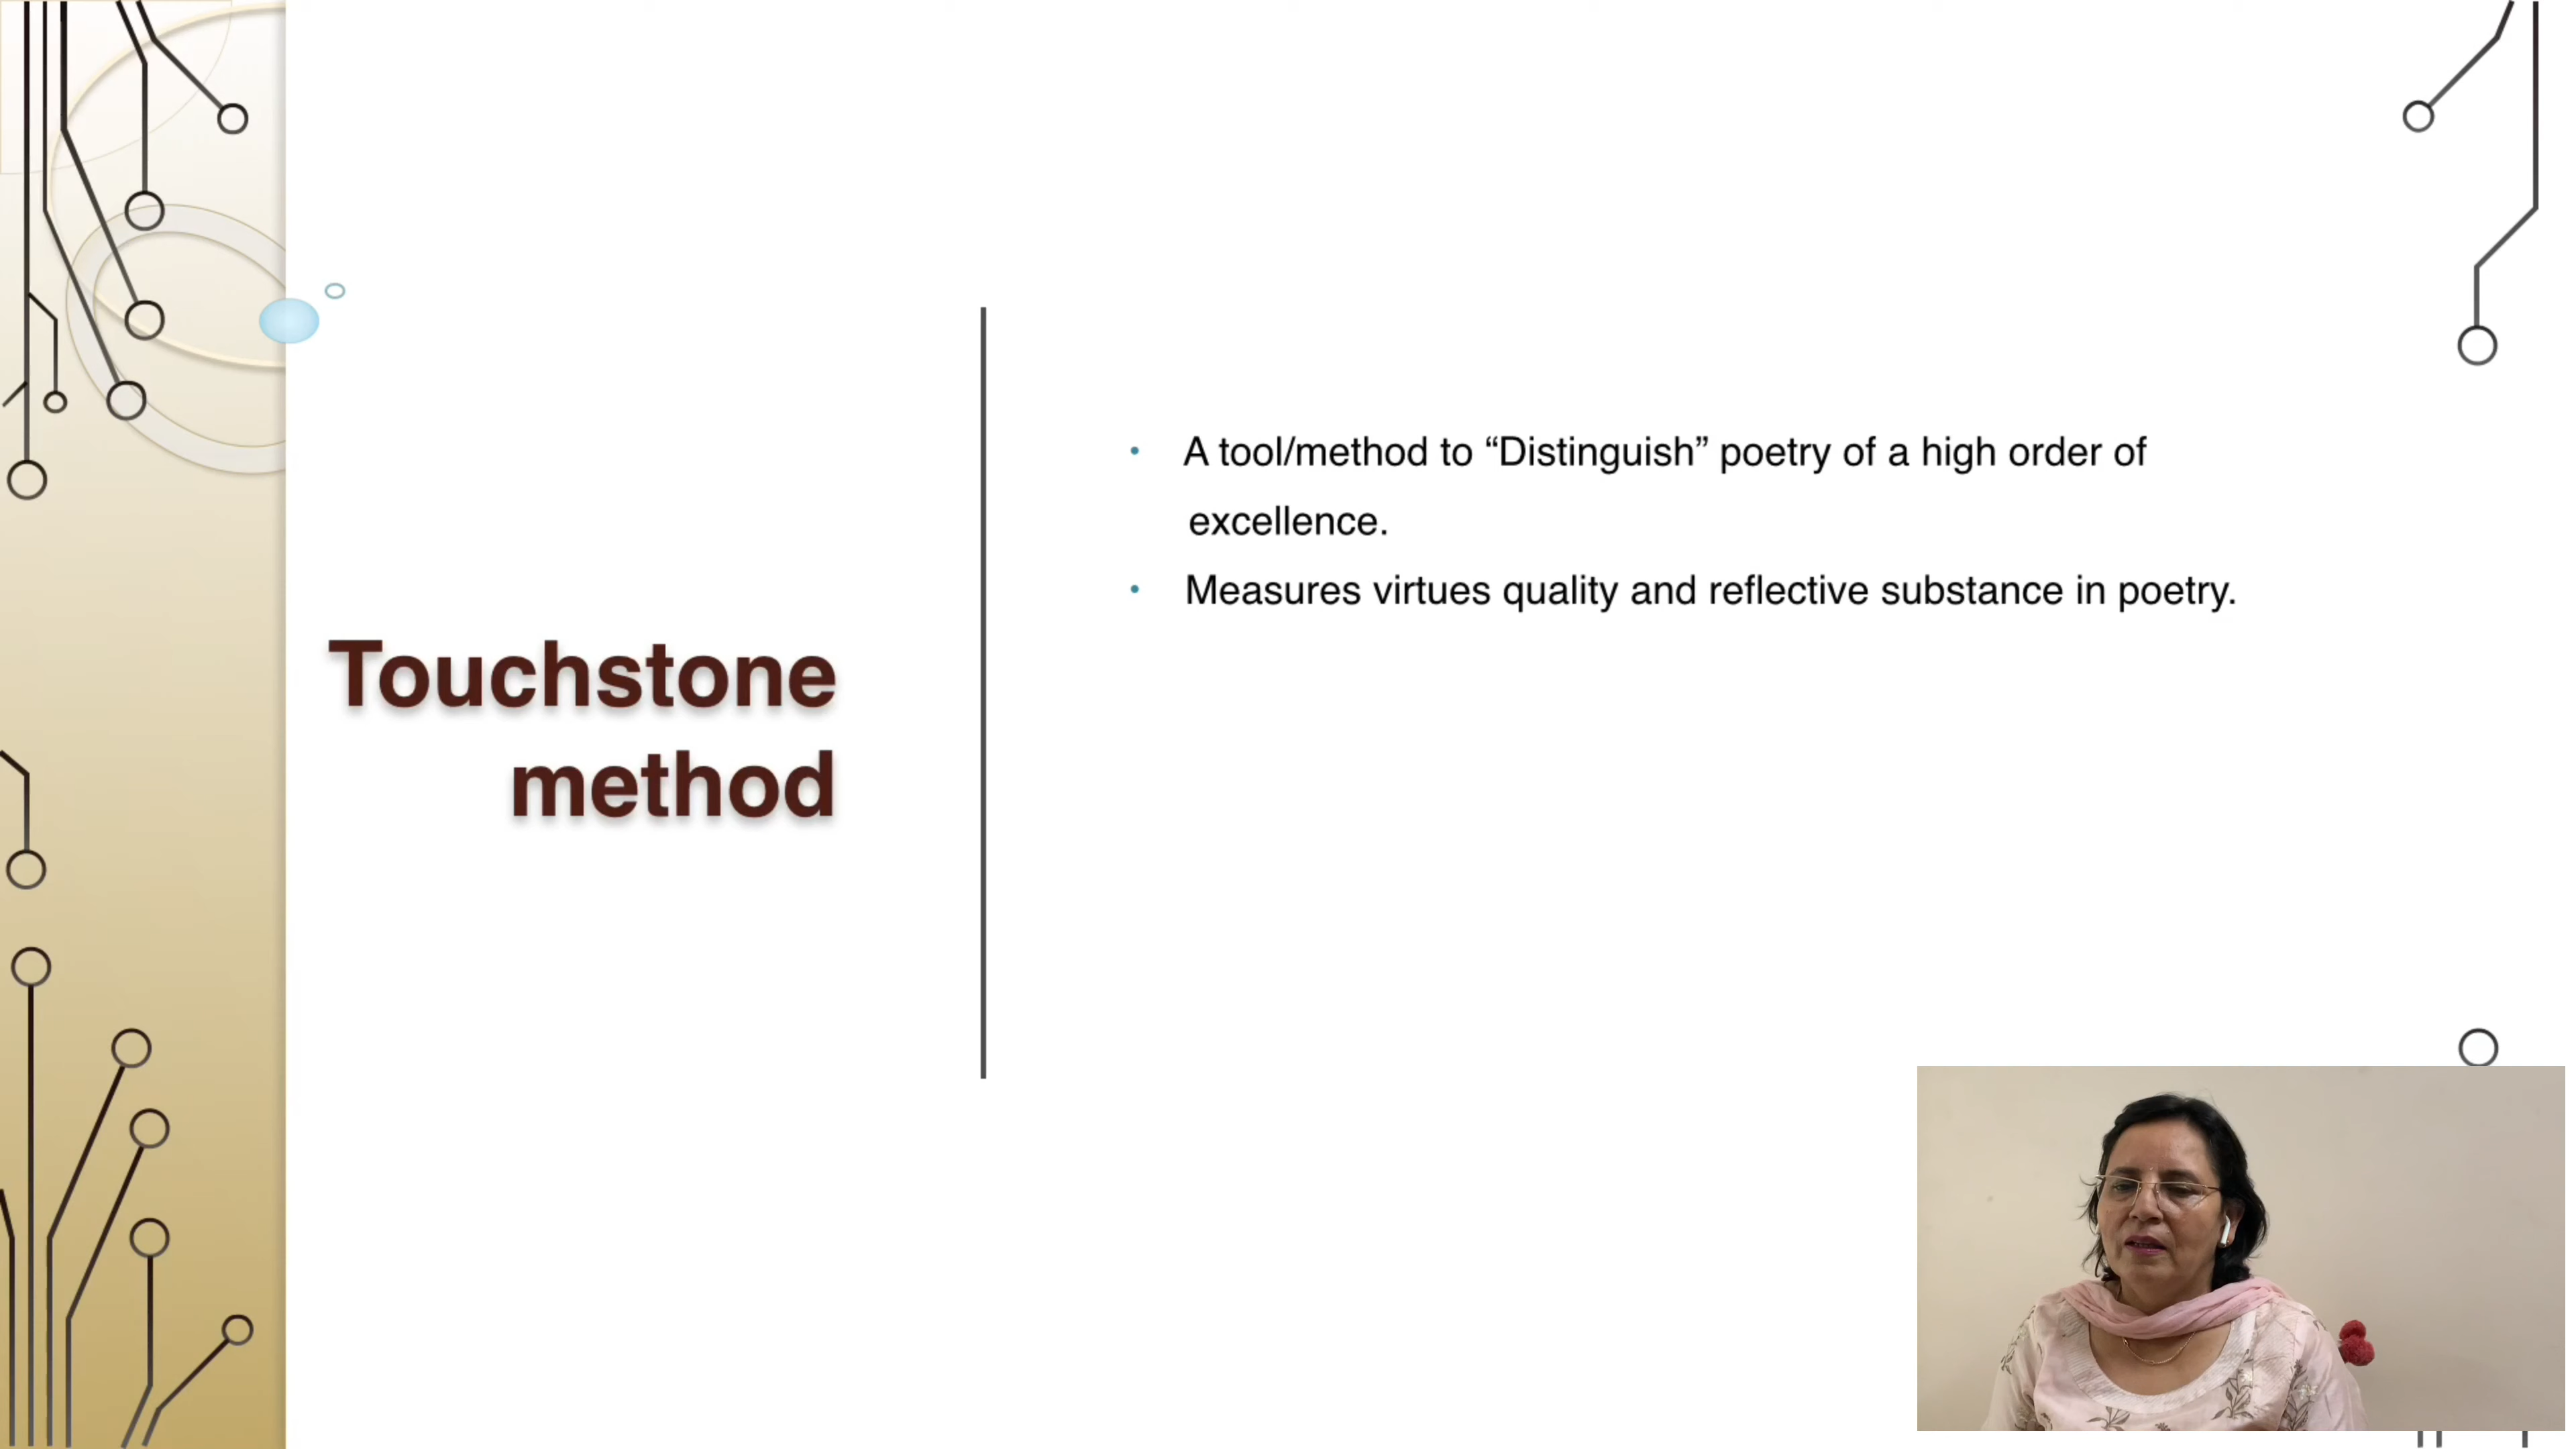 Touchstone
method
• A tool/method to “Distinguish” poetry of a high order of
excellence.
• Measures virtues quality and reflective substance in poetry.